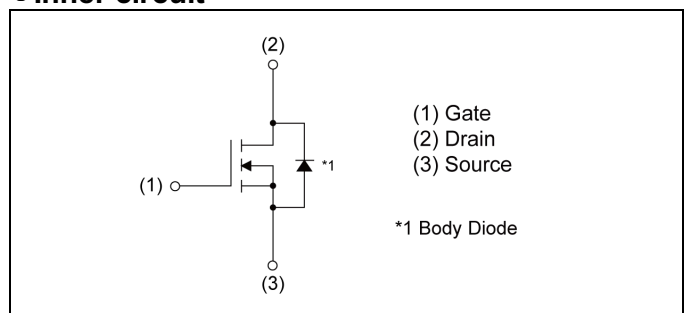 Inner circuit
(2)
(1) Gate
(2) Drain
(3) Source
*1
(1)
*1 Body Diode
(3)